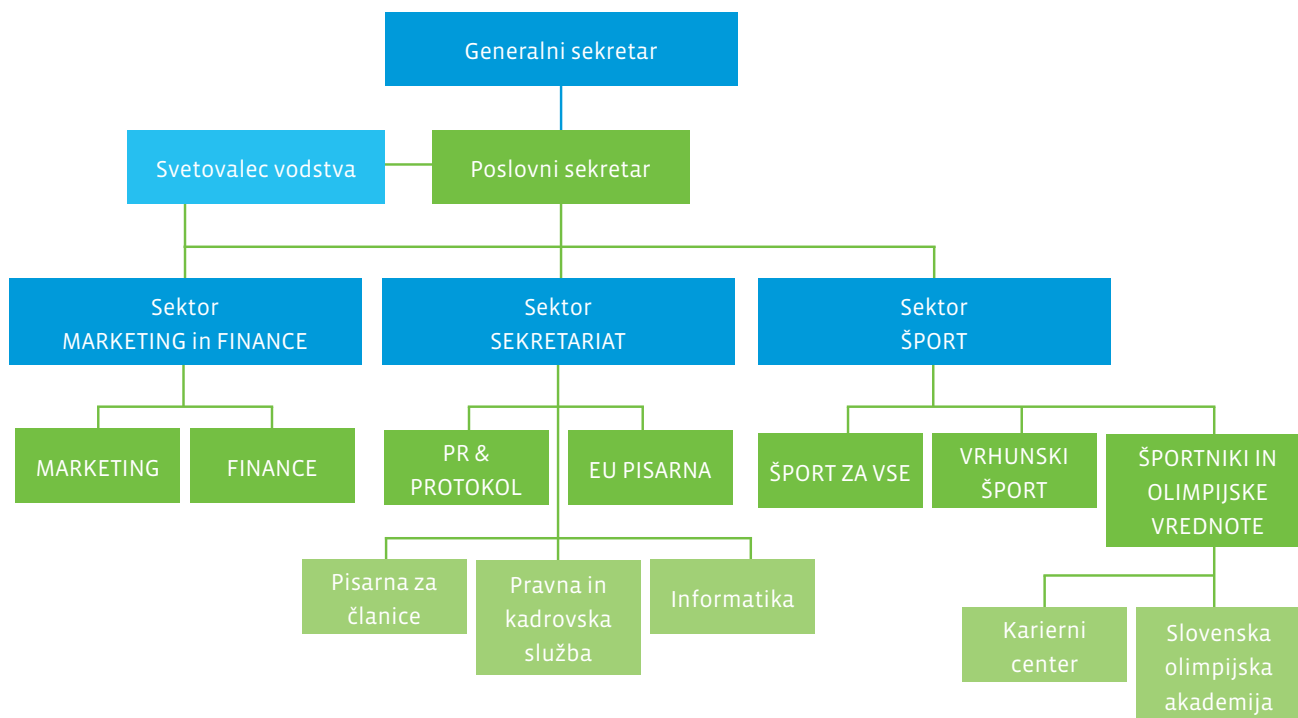 Generalni sekretar
Svetovalec vodstva
Poslovni sekretar
Sektor
MARKETING in FINANCE
Sektor
SEKRETARIAT
Sektor
ŠPORT
MARKETING
FINANCE
PR &
PROTOKOL
EU PISARNA
ŠPORT ZA VSE
VRHUNSKI
ŠPORT
ŠPORTNIKI IN
OLIMPIJSKE
VREDNOTE
Pisarna za
članice
Pravna in
kadrovska
služba
Informatika
Karierni
center
Slovenska
olimpijska
akademija